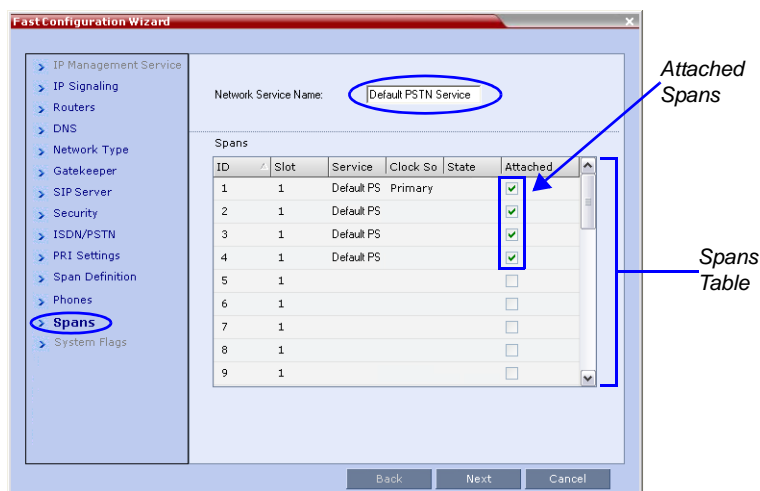 Fast Configuration Wizard
IP Management Service
IP Signaling
Routers
DNS
Network Type
Gatekeeper
SIP Server
Security
ISDN/PSTN
PRI Settings
Span Definition
Phones
Spans
System Flags
Network Service Name: Default PSTN Service
Spans
ID Slot Service Clock So State Attached
1 1 Default PS Primary
2 1 Default PS
3 1 Default PS
4 1 Default PS
5 1
6 1
7 1
8 1
9 1
Back Next Cancel
Attached
Spans
Spans
Table